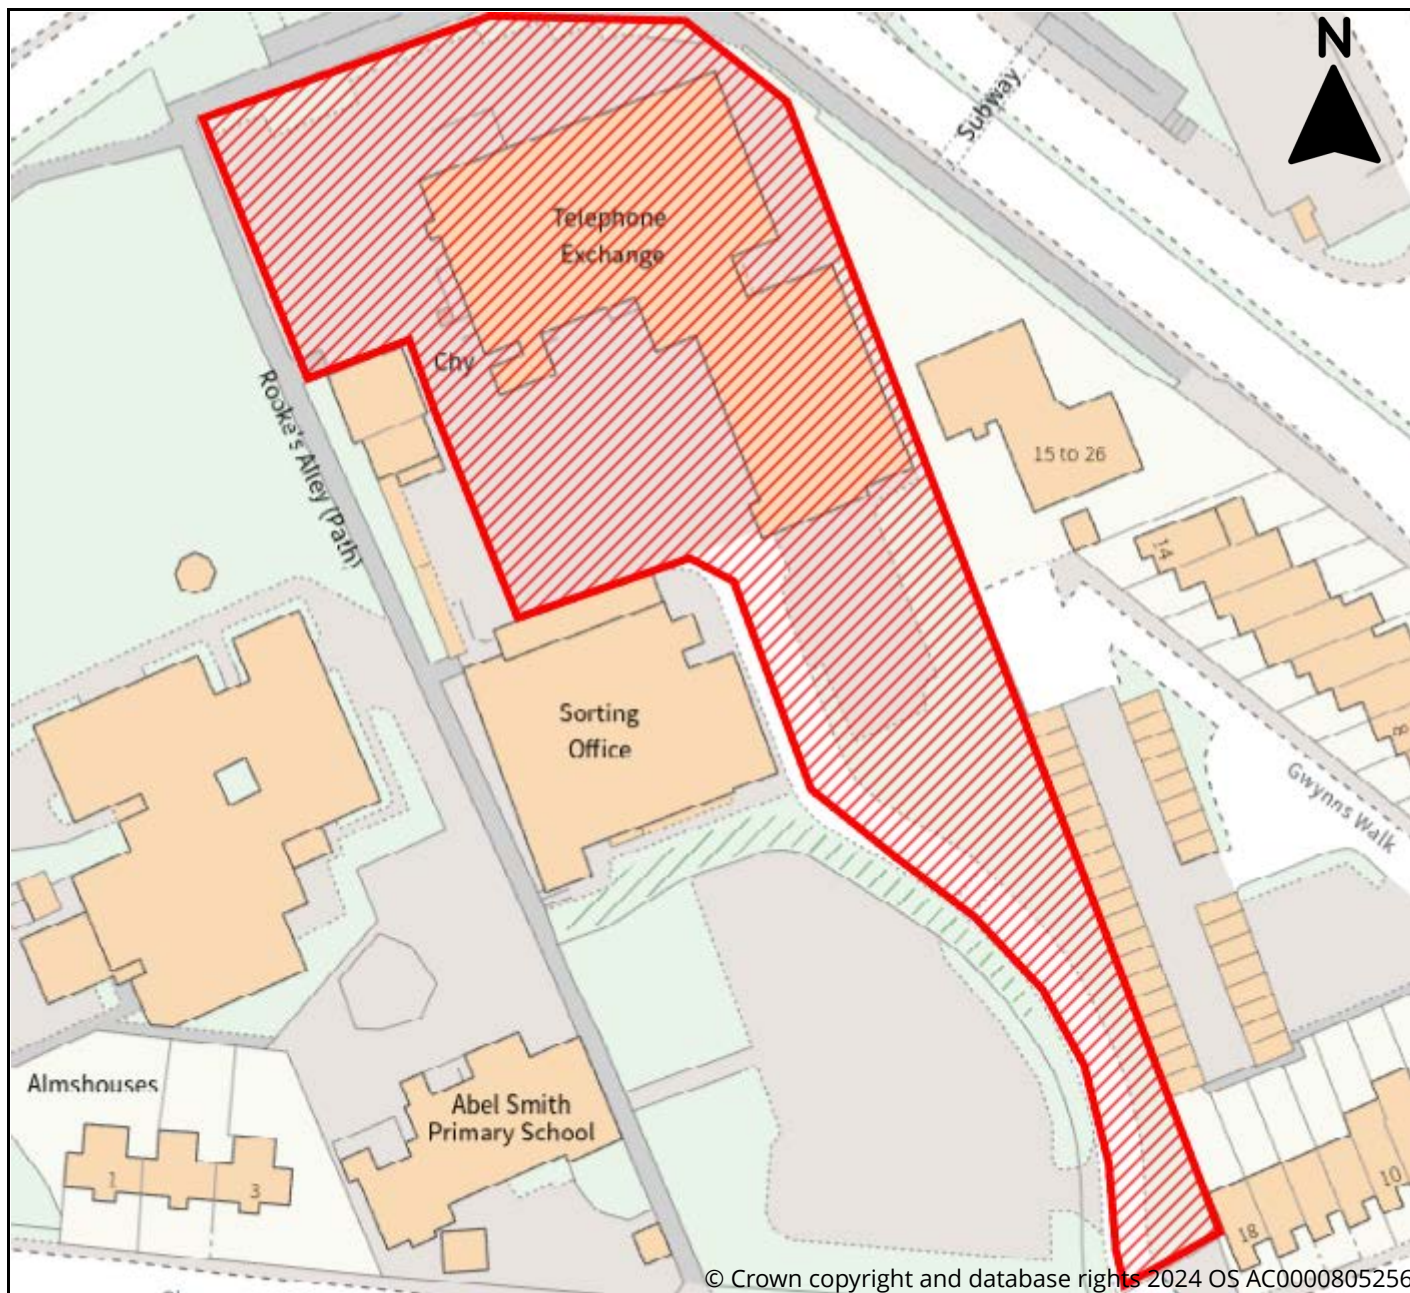 N
Subway
Telephone
Exchange
Chy
Rooke's Alley (Path)
15 to 26
14
8
Sorting
Office
Gwynns Walk
Almshouses
1
3
Abel Smith
Primary School
10
18
© Crown copyright and database rights 2024 OS AC0000805256